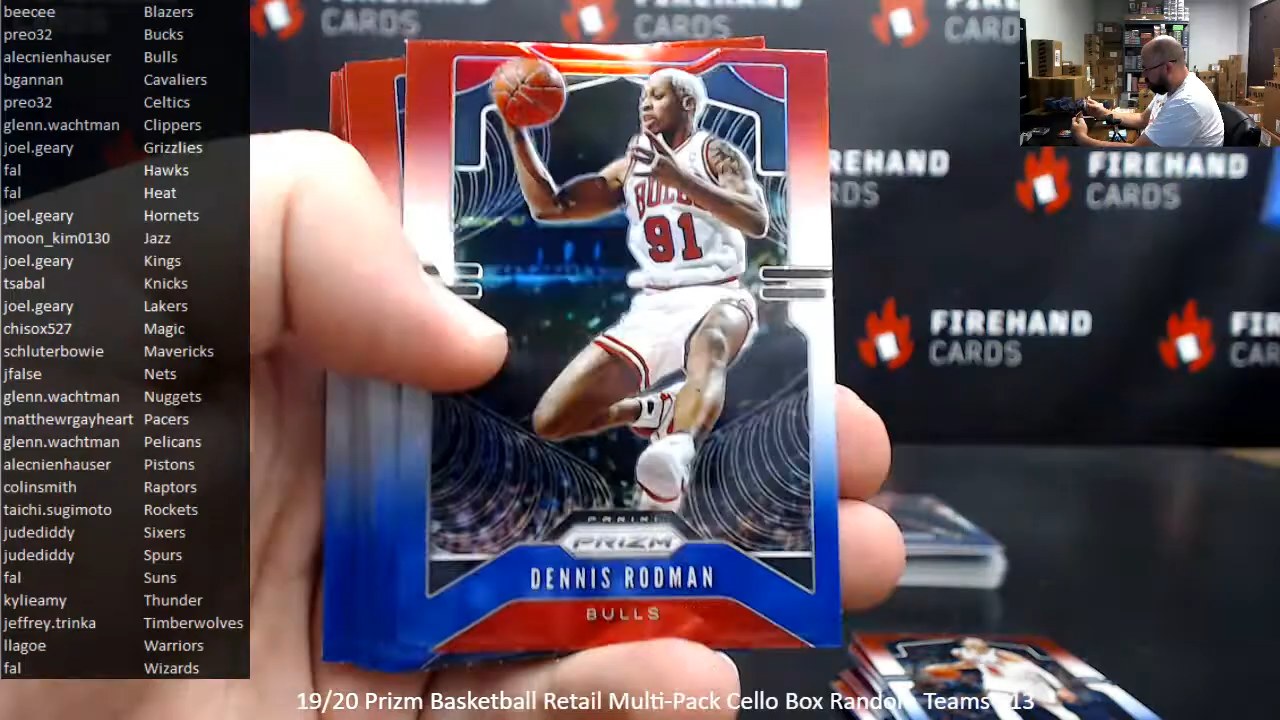 beecee Blazers
preo32 Bucks
alecnienhauser Bulls
bgannan Cavaliers
preo32 Celtics
glenn.wachtman Clippers
joel.geary Grizzlies
fal Hawks
fal Heat
joel.geary Hornets
moon_kim0130 Jazz
joel.geary Kings
tsabal Knicks
joel.geary Lakers
chisox527 Magic
schluterbowie Mavericks
jfalse Nets
glenn.wachtman Nuggets
matthewrgayheart Pacers
glenn.wachtman Pelicans
alecnienhauser Pistons
colinsmith Raptors
taichi.sugimoto Rockets
judediddy Sixers
judediddy Spurs
fal Suns
kylieamy Thunder
jeffrey.trinka Timberwolves
llagoe Warriors
fal Wizards
FIREHAND
CARDS
FIREHAND
CARDS
FIREHAND
CARDS
BULLS
91
PANINI
PRIZM
DENNIS RODMAN
BULLS
19/20 Prizm Basketball Retail Multi-Pack Cello Box Random Teams 13